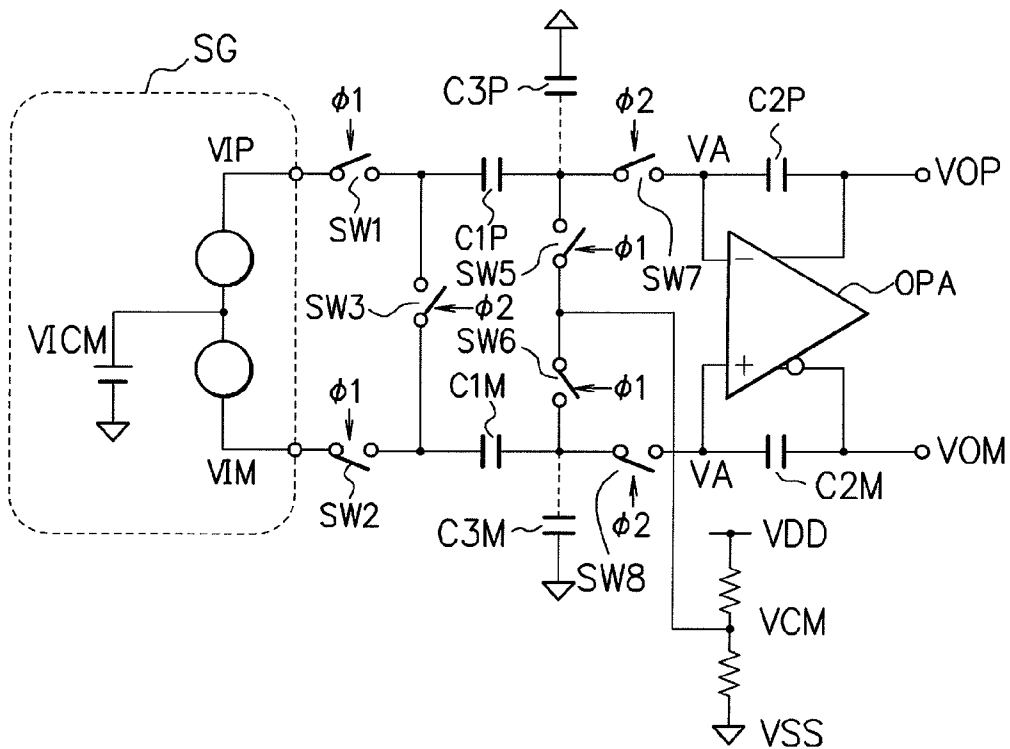 SG
C3P
ϕ1
ϕ2
C2P
VIP
VA
VOP
SW1
C1P
SW5
ϕ1
SW7
−
OPA
SW3
ϕ2
VICM
SW6
+
ϕ1
C1M
ϕ1
VIM
VA
VOM
SW2
C3M
ϕ2
C2M
SW8
VDD
VCM
VSS